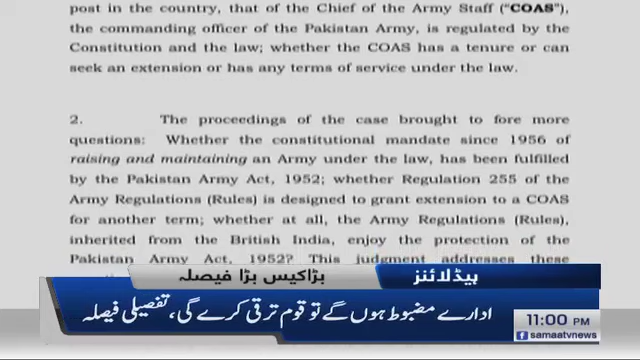 post in the country, that of the Chief of the Army Staff ("COAS"),
the commanding officer of the Pakistan Army, is regulated by the
Constitution and the law; whether the COAS has a tenure or can
seek an extension or has any terms of service under the law.
2. The proceedings of the case brought to fore more
questions: Whether the constitutional mandate since 1956 of
raising and maintaining an Army under the law, has been fulfilled
by the Pakistan Army Act, 1952; whether Regulation 255 of the
Army Regulations (Rules) is designed to grant extension to a COAS
for another term; whether at all, the Army Regulations (Rules),
inherited from the British India, enjoy the protection of the
Pakistan Army Act, 1952? This judgment addresses these
ہیڈلائنز
بڑاکیس بڑا فیصلہ
ادارے مضبوط ہوں گے تو قوم ترقی کرے گی، تفصیلی فیصلہ
11:00 PM
f samaatvnews